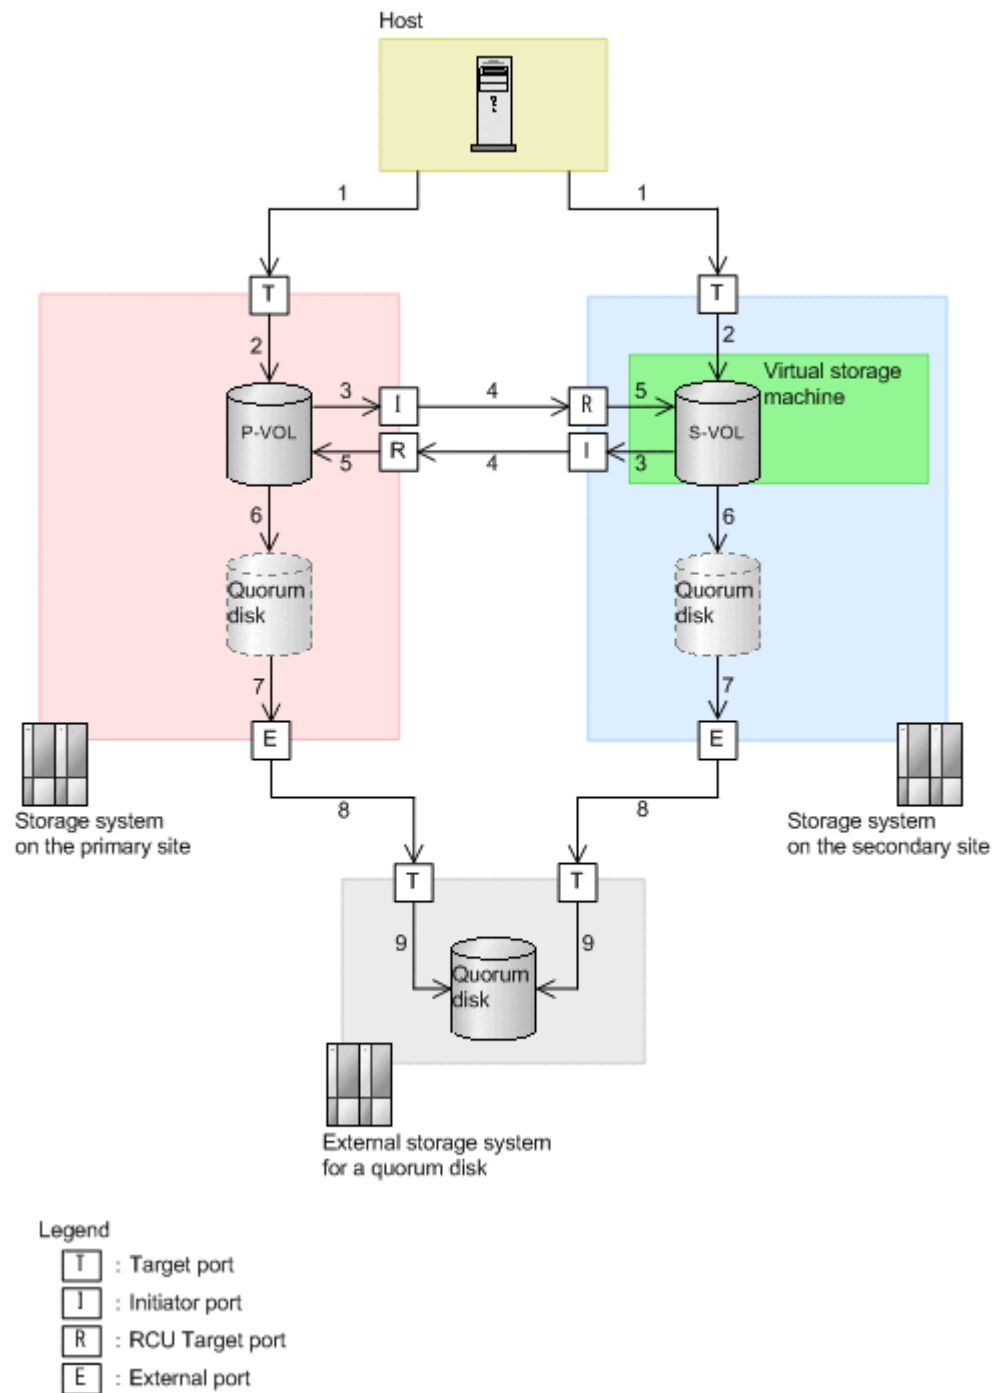 Host
1
1
T
T
2
2
Virtual storage
machine
P-VOL
3
I
4
R
5
S-VOL
5
R
4
I
3
6
6
Quorum
disk
Quorum
disk
7
7
E
E
8
8
Storage system
on the primary site
Storage system
on the secondary site
T
T
9
9
Quorum
disk
External storage system
for a quorum disk
Legend
T : Target port
I : Initiator port
R : RCU Target port
E : External port